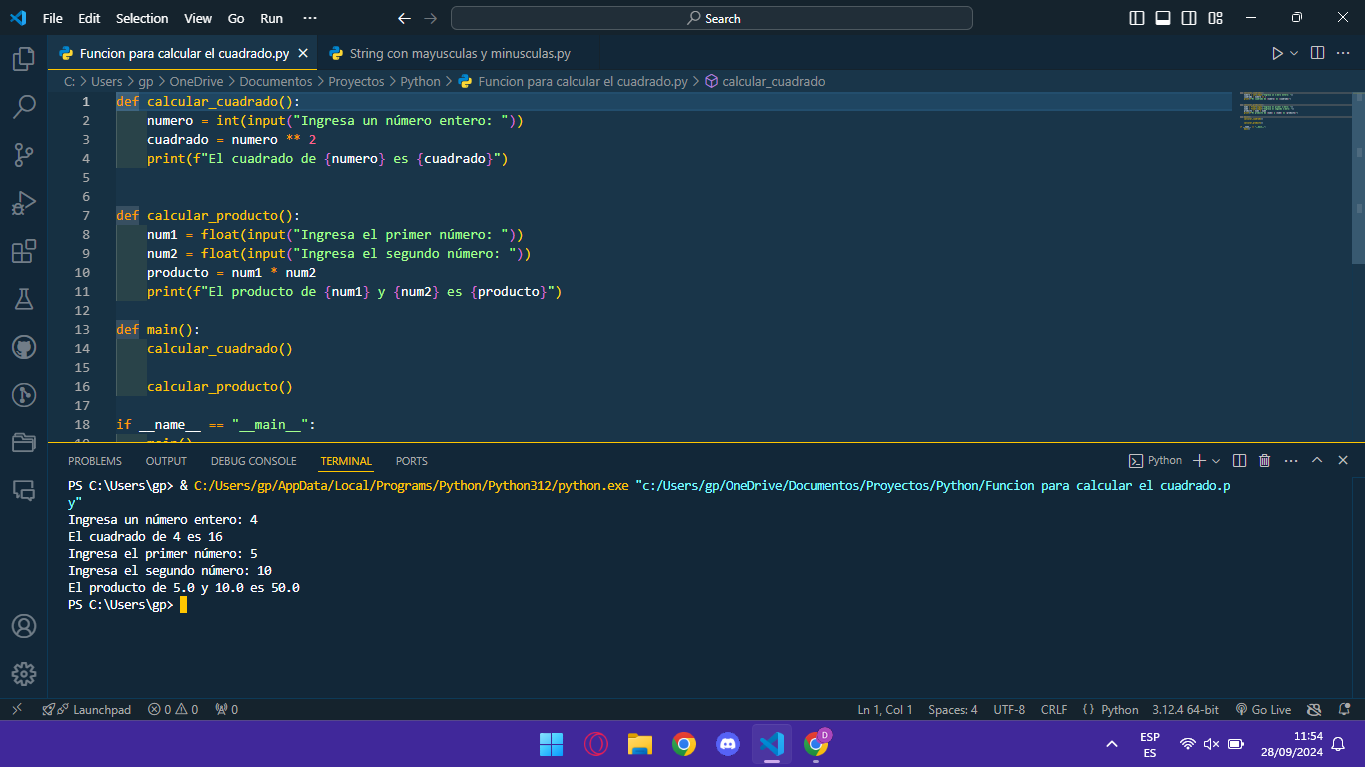 File Edit Selection View Go Run ··· Search
Funcion para calcular el cuadrado.py String con mayusculas y minusculas.py
C: > Users > gp > OneDrive > Documentos > Proyectos > Python > Funcion para calcular el cuadrado.py > calcular_cuadrado
1 def calcular_cuadrado():
2 numero = int(input("Ingresa un número entero: "))
3 cuadrado = numero ** 2
4 print(f"El cuadrado de {numero} es {cuadrado}")
5
6
7 def calcular_producto():
8 num1 = float(input("Ingresa el primer número: "))
9 num2 = float(input("Ingresa el segundo número: "))
10 producto = num1 * num2
11 print(f"El producto de {num1} y {num2} es {producto}")
12
13 def main():
14 calcular_cuadrado()
15
16 calcular_producto()
17
18 if __name__ == "__main__":
19 main()
PROBLEMS OUTPUT DEBUG CONSOLE TERMINAL PORTS Python
PS C:\Users\gp> & C:/Users/gp/AppData/Local/Programs/Python/Python312/python.exe "c:/Users/gp/OneDrive/Documentos/Proyectos/Python/Funcion para calcular el cuadrado.p
y"
Ingresa un número entero: 4
El cuadrado de 4 es 16
Ingresa el primer número: 5
Ingresa el segundo número: 10
El producto de 5.0 y 10.0 es 50.0
PS C:\Users\gp>
Launchpad 0 0 0 Ln 1, Col 1 Spaces: 4 UTF-8 CRLF {} Python 3.12.4 64-bit Go Live
D
ESP 11:54
ES 28/09/2024